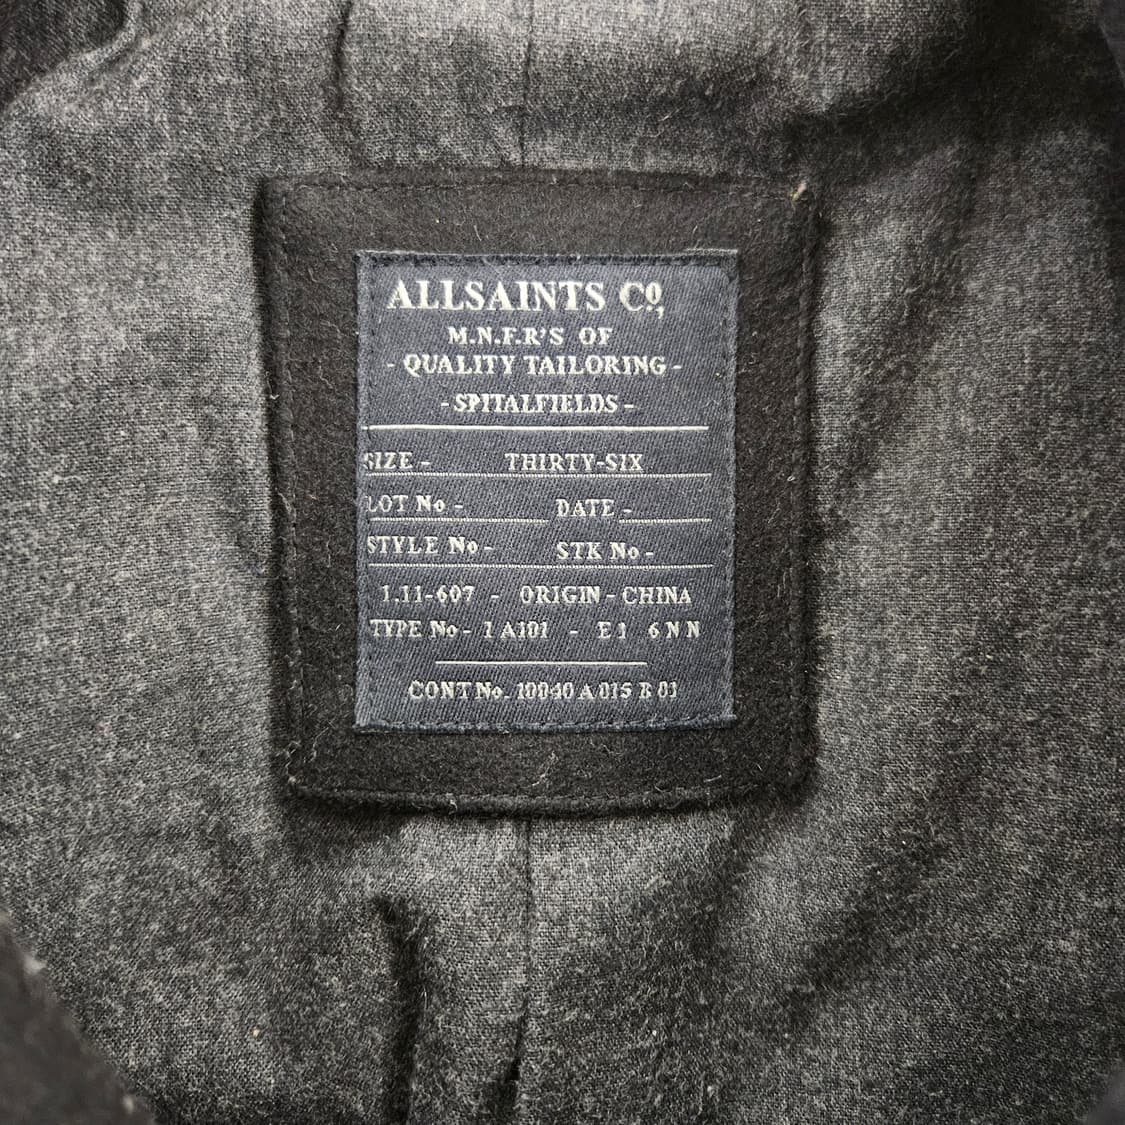 ALLSAINTS Cº,
M.N.F.R'S OF
- QUALITY TAILORING -
- SPITALFIELDS -
SIZE - THIRTY-SIX
LOT No - DATE -
STYLE No - STK No -
1.11-607 - ORIGIN - CHINA
TYPE No - 1 A101 - E1 6NN
CONT No. 10040 A 015 B 01